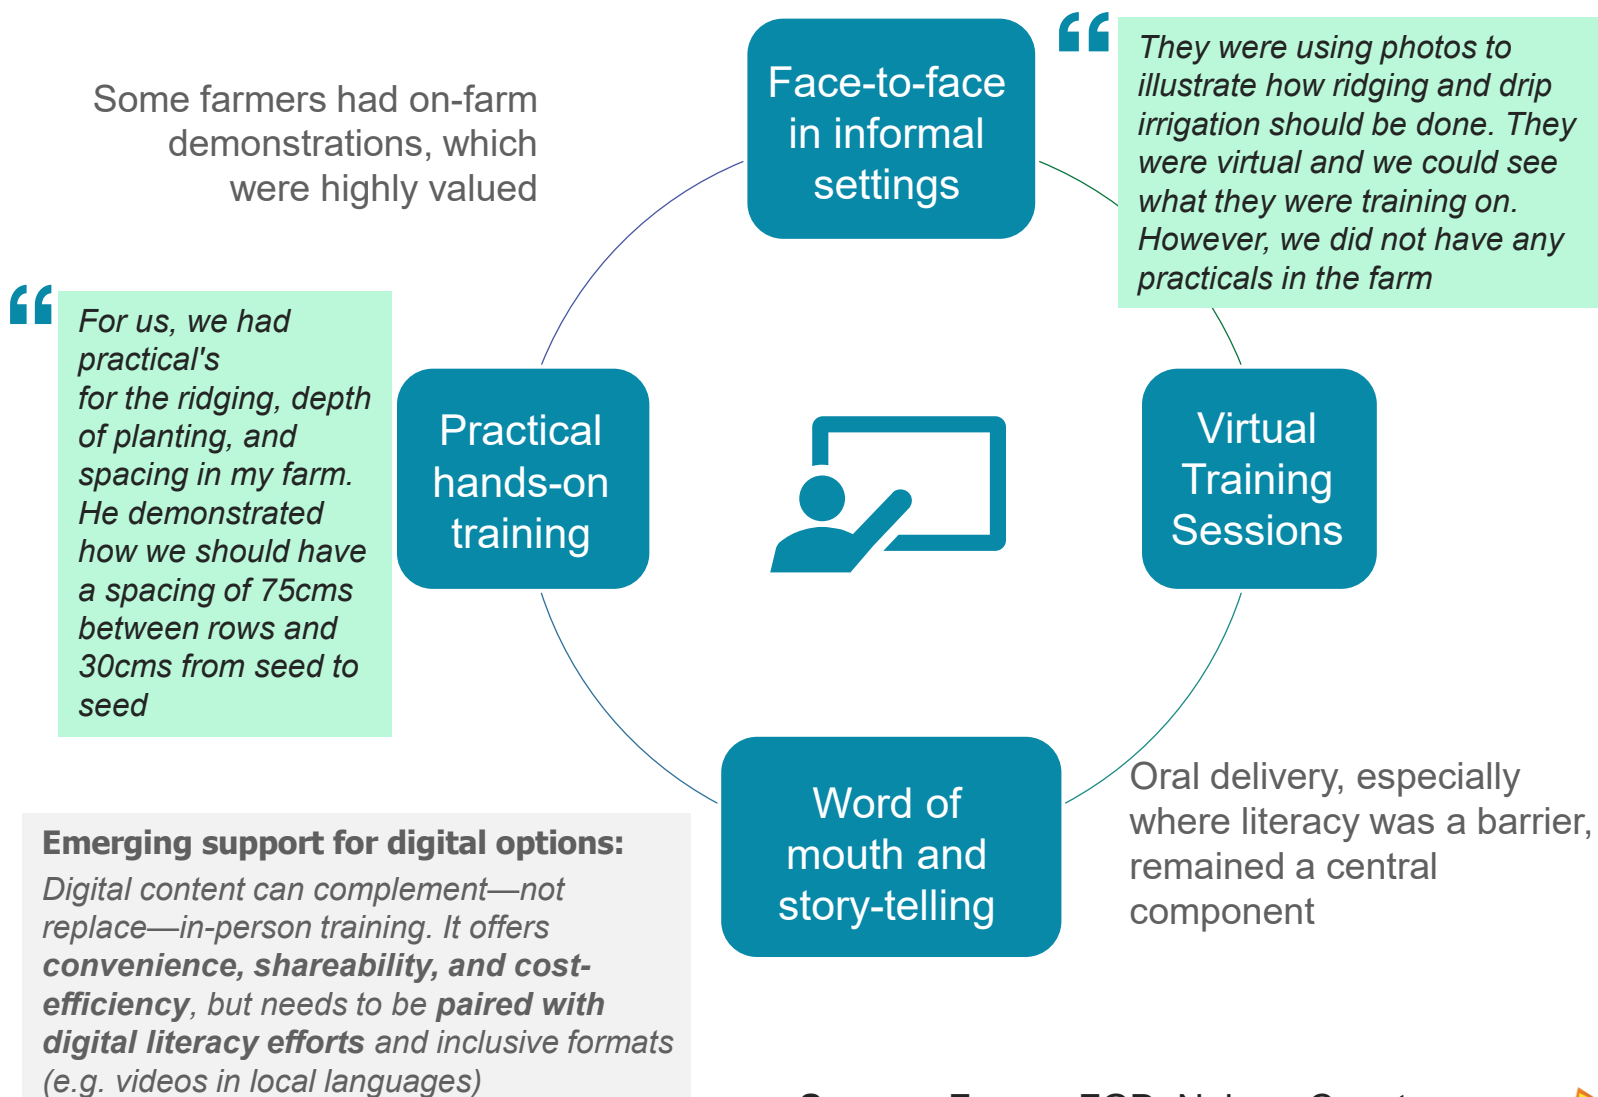 Some farmers had on-farm
demonstrations, which
were highly valued
Face-to-face
in informal
settings
“
They were using photos to
illustrate how ridging and drip
irrigation should be done. They
were virtual and we could see
what they were training on.
However, we did not have any
practicals in the farm
“
For us, we had
practical's
for the ridging, depth
of planting, and
spacing in my farm.
He demonstrated
how we should have
a spacing of 75cms
between rows and
30cms from seed to
seed
Practical
hands-on
training
Virtual
Training
Sessions
Word of
mouth and
story-telling
Oral delivery, especially
where literacy was a barrier,
remained a central
component
Emerging support for digital options:
Digital content can complement—not
replace—in-person training. It offers
convenience, shareability, and cost-
efficiency, but needs to be paired with
digital literacy efforts and inclusive formats
(e.g. videos in local languages)